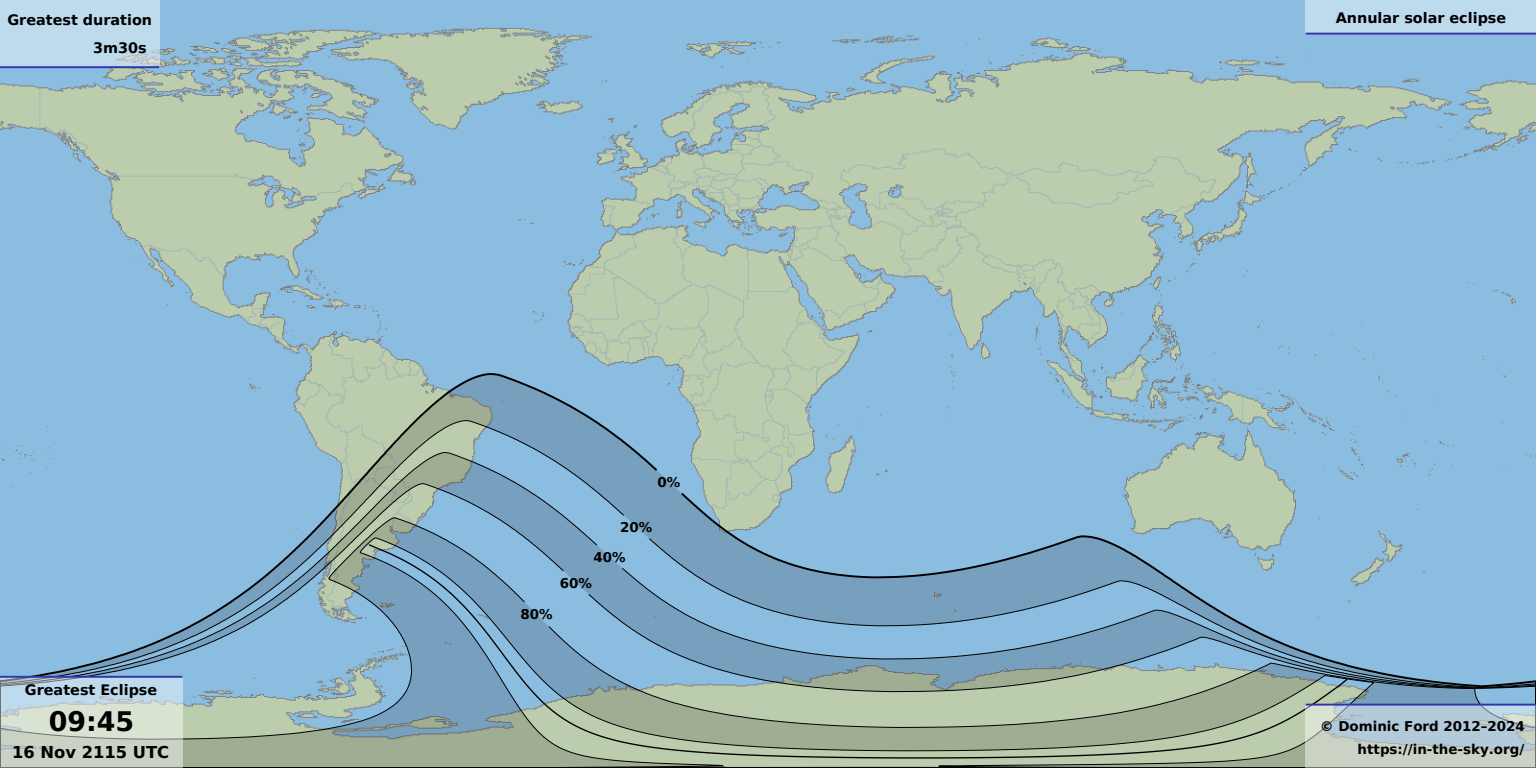 Greatest duration
3m30s
Annular solar eclipse
0%
20%
40%
60%
80%
Greatest Eclipse
09:45
16 Nov 2115 UTC
© Dominic Ford 2012–2024
https://in-the-sky.org/